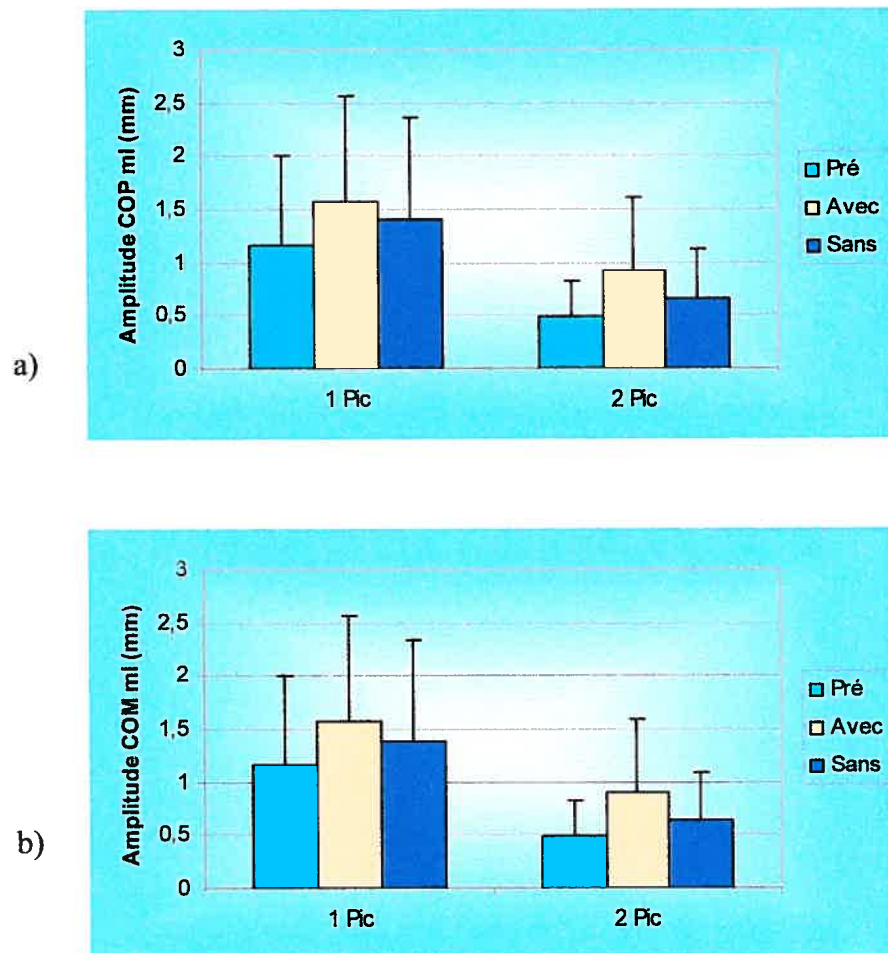 a)
Amplitude COP ml (mm)
3
2,5
2
1,5
1
0,5
0
1 Pic
2 Pic
Pré
Avec
Sans
b)
Amplitude COM ml (mm)
3
2,5
2
1,5
1
0,5
0
1 Pic
2 Pic
Pré
Avec
Sans